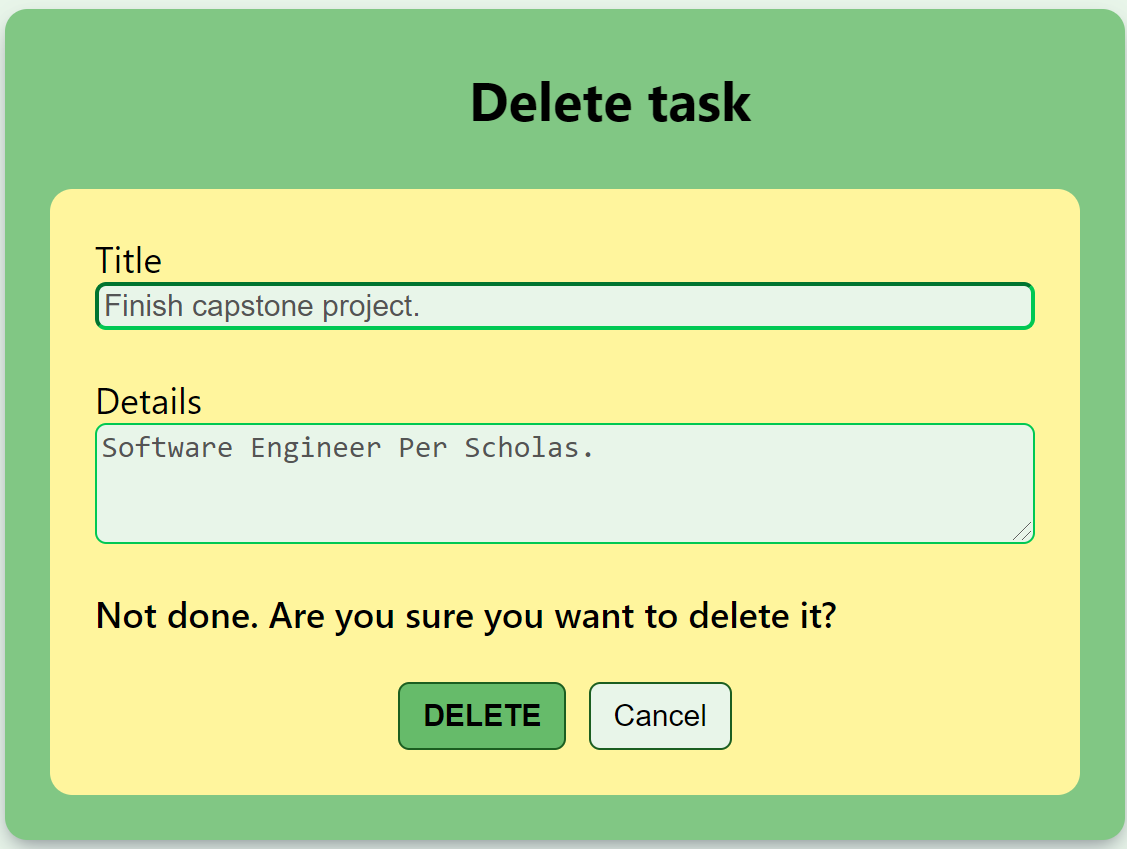 Delete task
Title
Finish capstone project.
Details
Software Engineer Per Scholas.
Not done. Are you sure you want to delete it?
DELETE Cancel